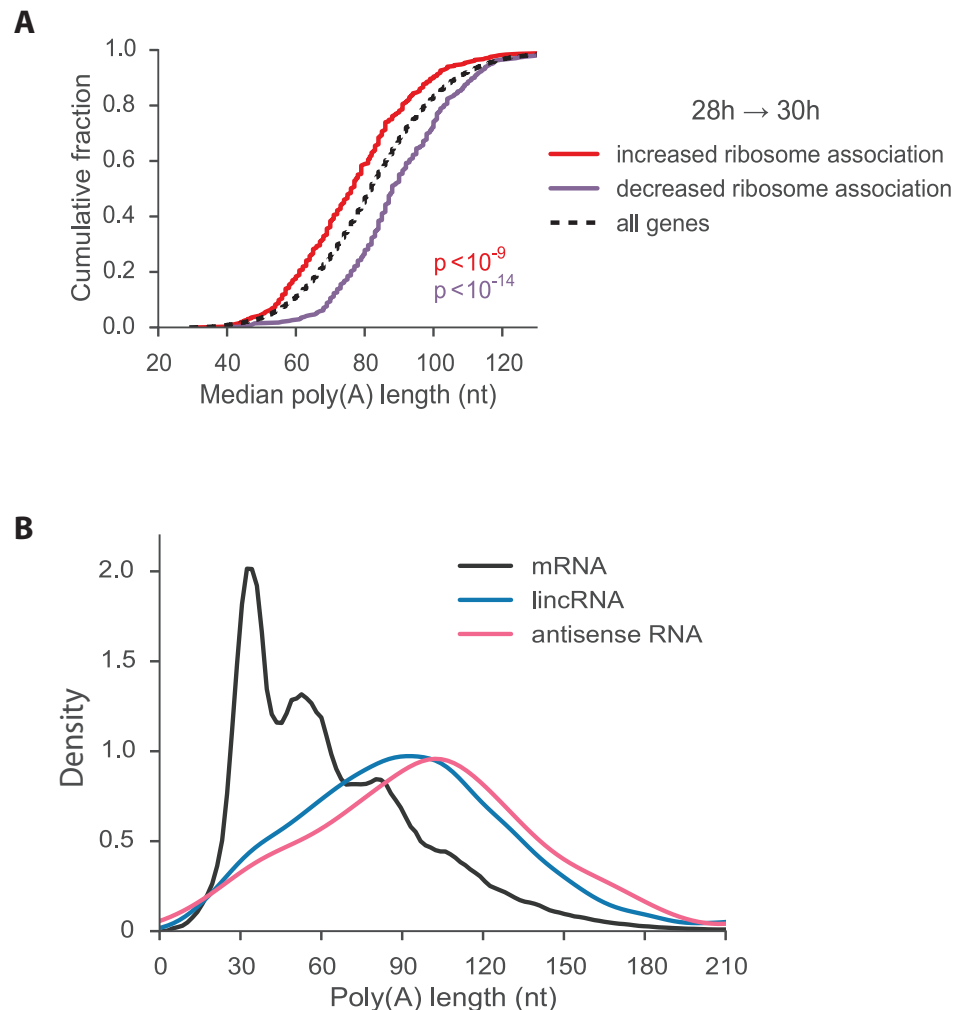 A
1.0
0.8
0.6
0.4
0.2
0.0
Cumulative fraction
20 40 60 80 100 120
Median poly(A) length (nt)
p<10^-9
p<10^-14
28h → 30h
increased ribosome association
decreased ribosome association
all genes
B
2.0
1.5
1.0
0.5
0
Density
0 30 60 90 120 150 180 210
Poly(A) length (nt)
mRNA
lincRNA
antisense RNA